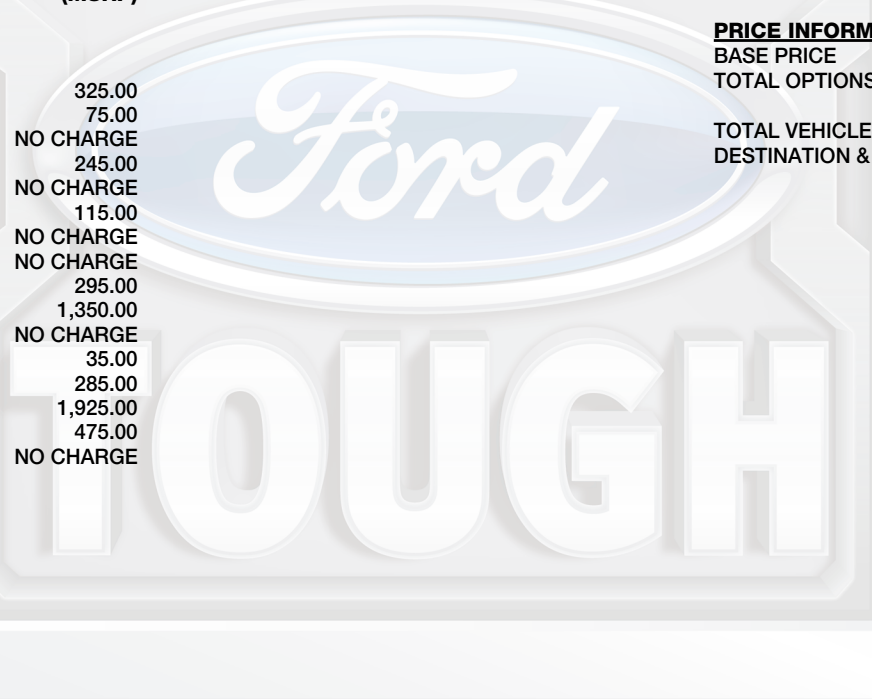 (MSRP)
325.00
75.00
NO CHARGE
245.00
NO CHARGE
115.00
NO CHARGE
NO CHARGE
295.00
1,350.00
NO CHARGE
35.00
285.00
1,925.00
475.00
NO CHARGE
PRICE INFORM
BASE PRICE
TOTAL OPTIONS
TOTAL VEHICLE
DESTINATION &
Ford
TOUGH